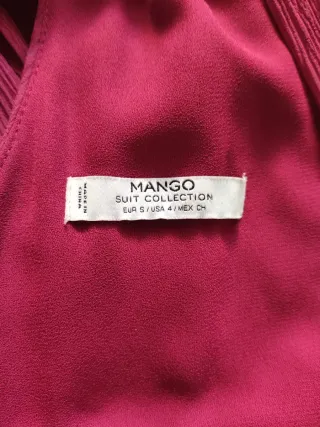 MANGO
SUIT COLLECTION
EUR S / USA 4 / MEX CH
MADE IN
CHINA